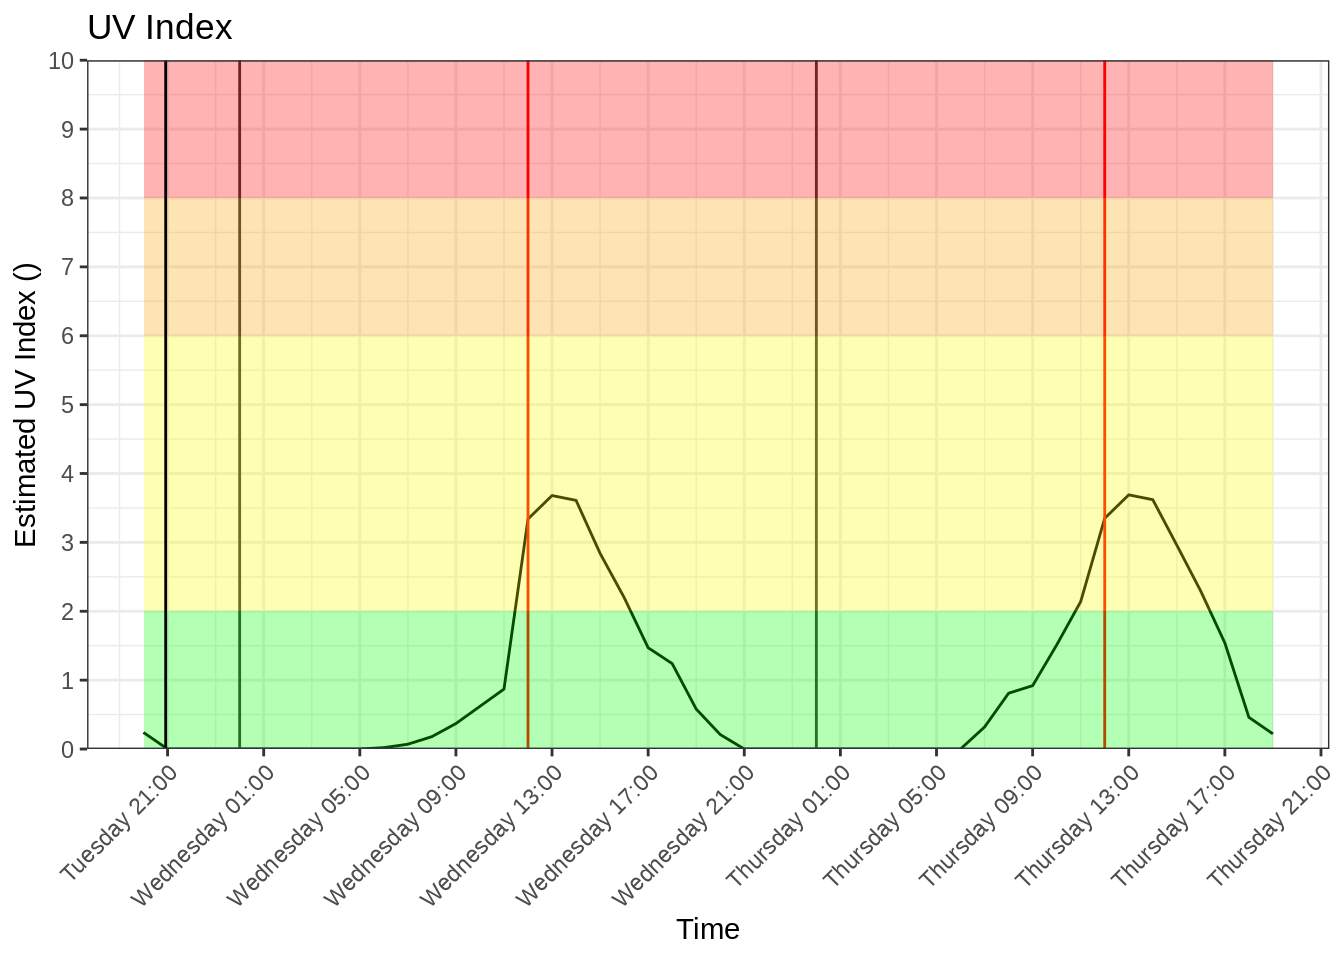 UV Index
Estimated UV Index ()
10
9
8
7
6
5
4
3
2
1
0
Tuesday 21:00
Wednesday 01:00
Wednesday 05:00
Wednesday 09:00
Wednesday 13:00
Wednesday 17:00
Wednesday 21:00
Thursday 01:00
Thursday 05:00
Thursday 09:00
Thursday 13:00
Thursday 17:00
Thursday 21:00
Time